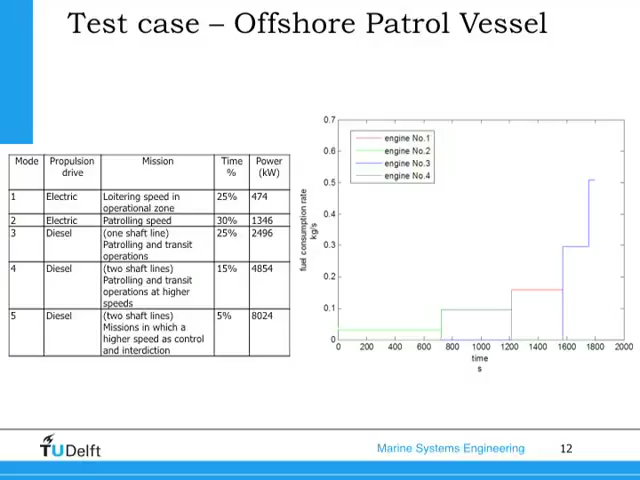 Test case – Offshore Patrol Vessel
Mode Propulsion drive Mission Time % Power (kW)
1 Electric Loitering speed in operational zone 25% 474
2 Electric Patrolling speed 30% 1346
3 Diesel (one shaft line) Patrolling and transit operations 25% 2496
4 Diesel (two shaft lines) Patrolling and transit operations at higher speeds 15% 4854
5 Diesel (two shaft lines) Missions in which a higher speed as control and interdiction 5% 8024
fuel consumption rate
kg/s
0.7
0.6
0.5
0.4
0.3
0.2
0.1
0
engine No.1
engine No.2
engine No.3
engine No.4
0 200 400 600 800 1000 1200 1400 1600 1800 2000
time
s
TUDelft
Marine Systems Engineering 12